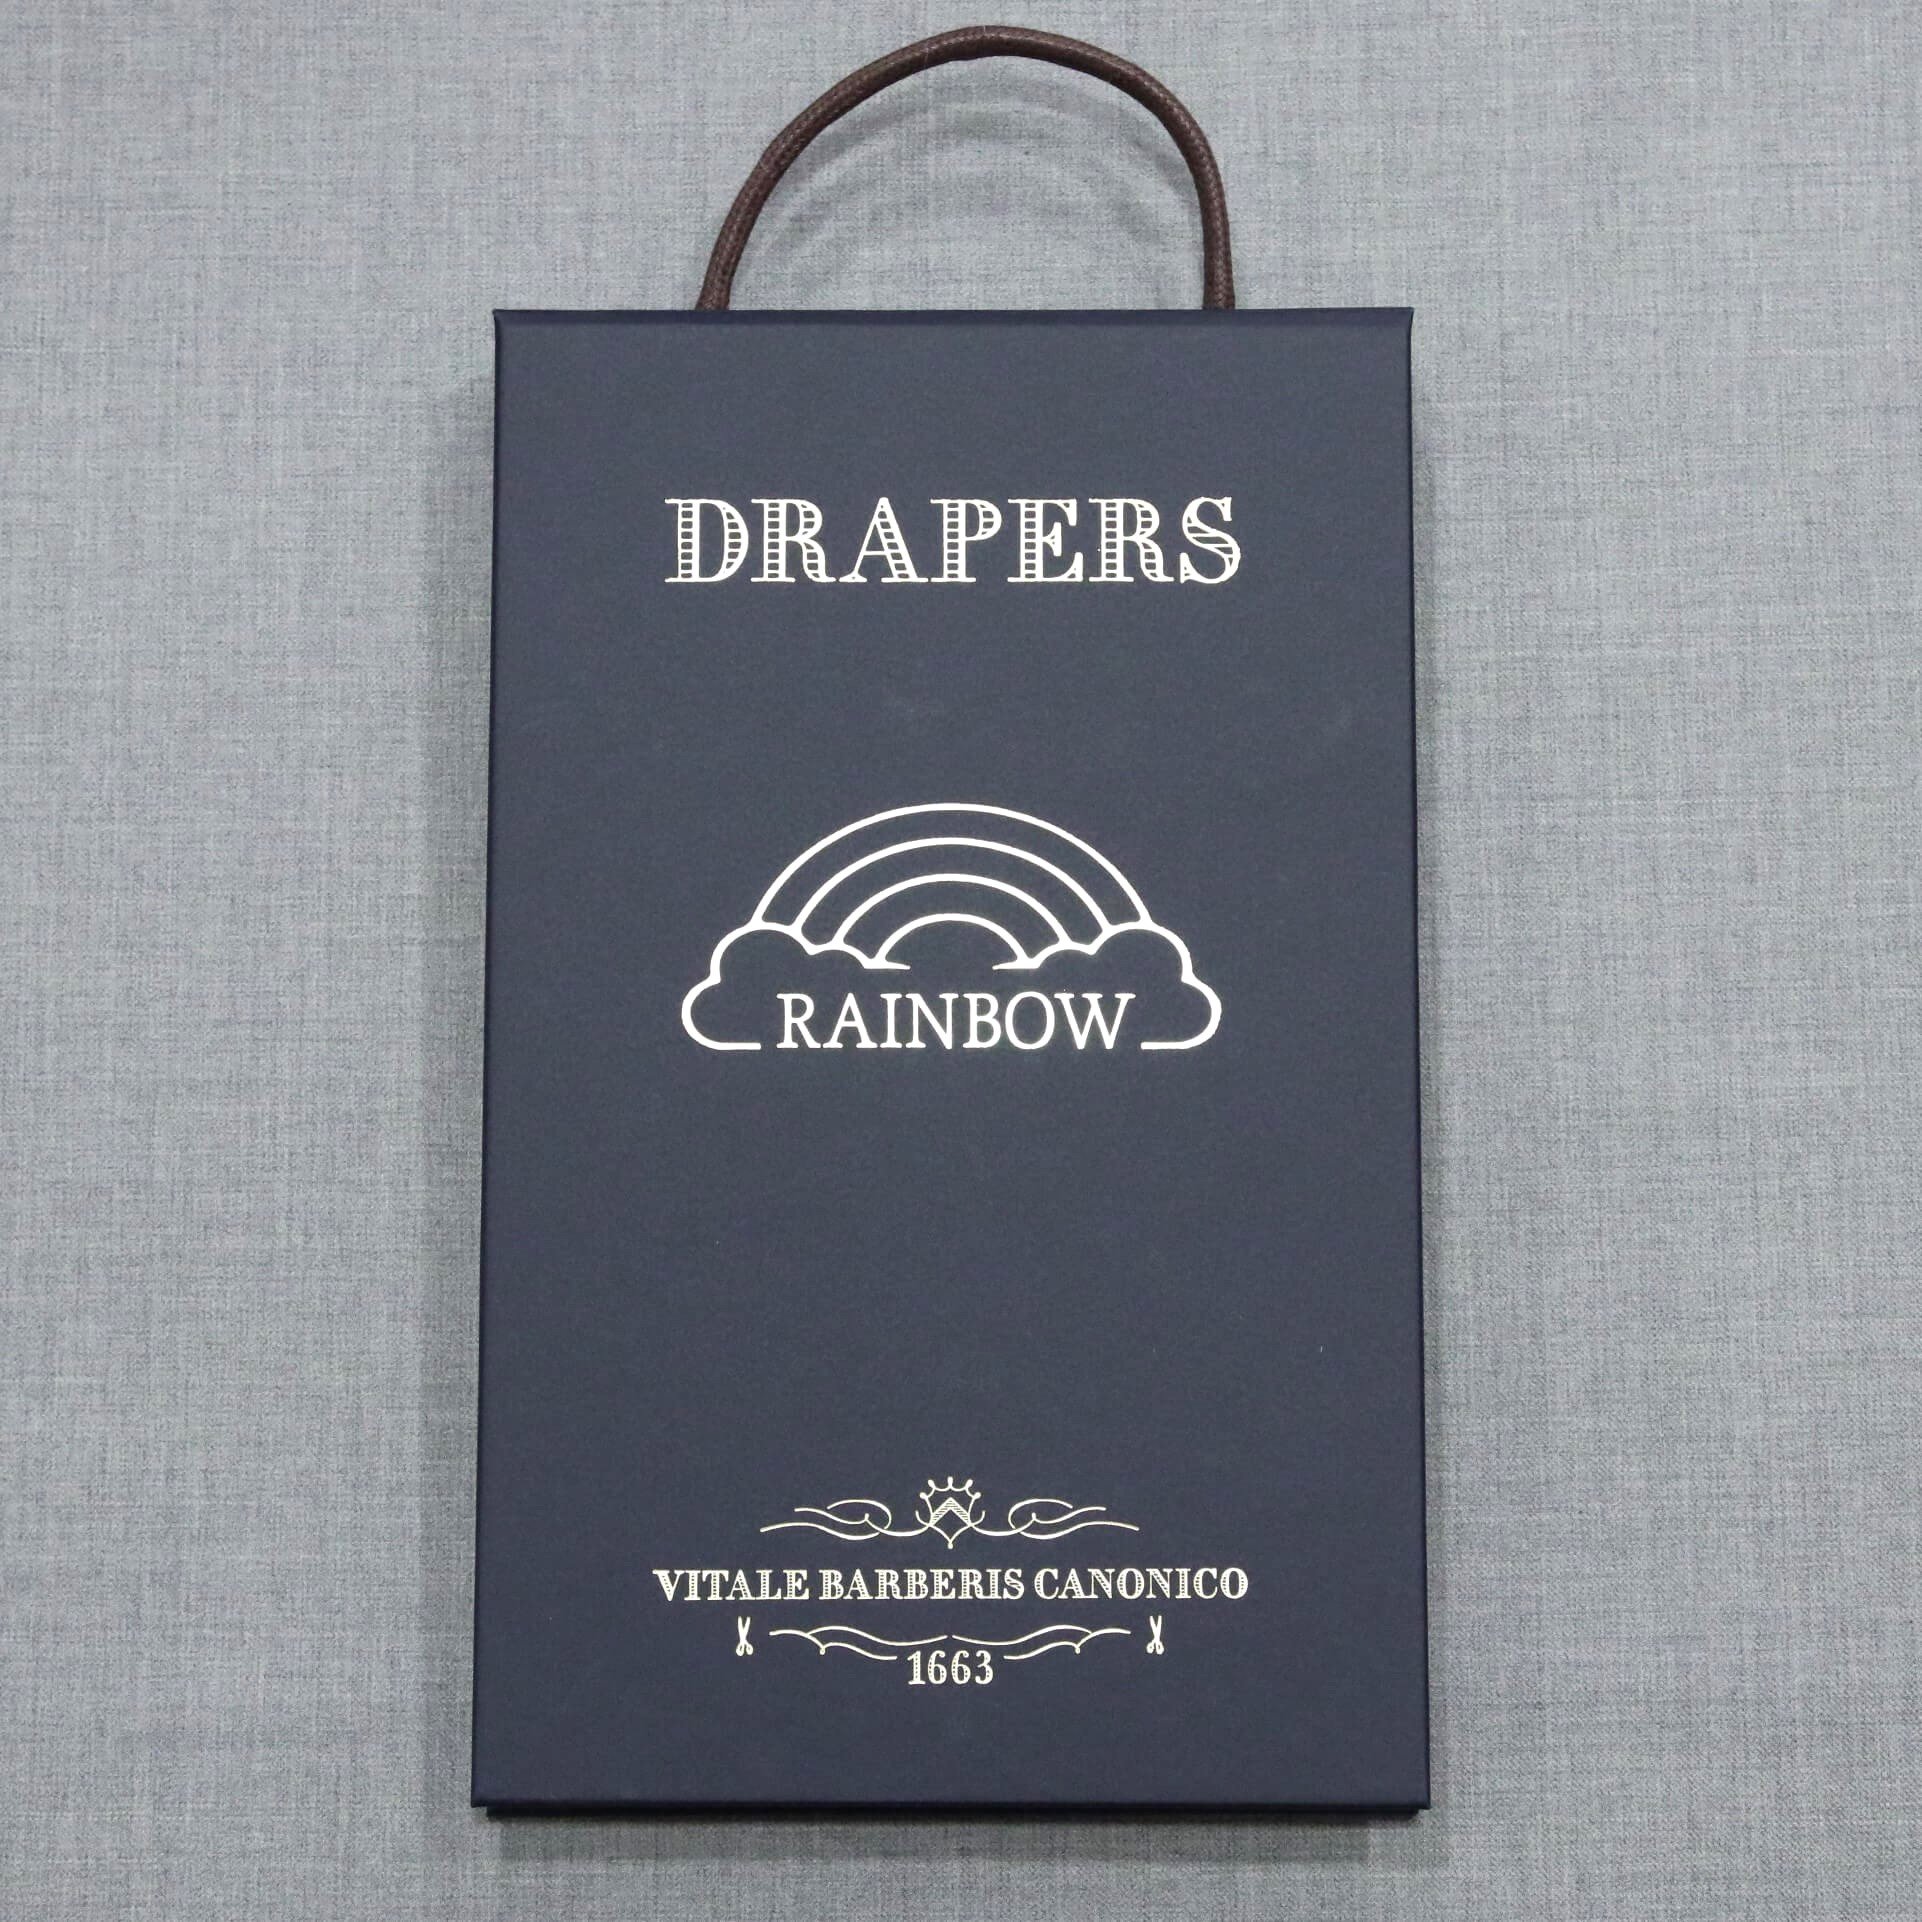 DRAPERS
RAINBOW
VITALE BARBERIS CANONICO
1663